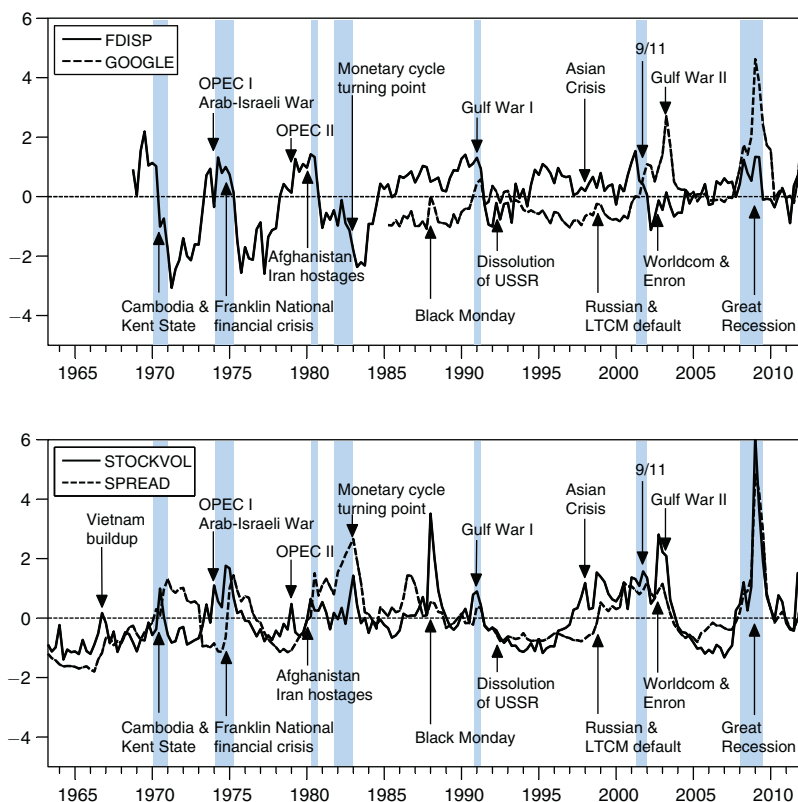 6
FDISP
GOOGLE
4
2
0
−2
−4
OPEC I
Arab-Israeli War
OPEC II
Monetary cycle
turning point
Gulf War I
Asian
Crisis
9/11
Gulf War II
Cambodia &
Kent State
Franklin National
financial crisis
Afghanistan
Iran hostages
Black Monday
Dissolution
of USSR
Russian &
LTCM default
Worldcom &
Enron
Great
Recession
1965 1970 1975 1980 1985 1990 1995 2000 2005 2010
6
STOCKVOL
SPREAD
4
2
0
−2
−4
Vietnam
buildup
OPEC I
Arab-Israeli War
OPEC II
Monetary cycle
turning point
Gulf War I
Asian
Crisis
9/11
Gulf War II
Cambodia &
Kent State
Franklin National
financial crisis
Afghanistan
Iran hostages
Black Monday
Dissolution
of USSR
Russian &
LTCM default
Worldcom &
Enron
Great
Recession
1965 1970 1975 1980 1985 1990 1995 2000 2005 2010